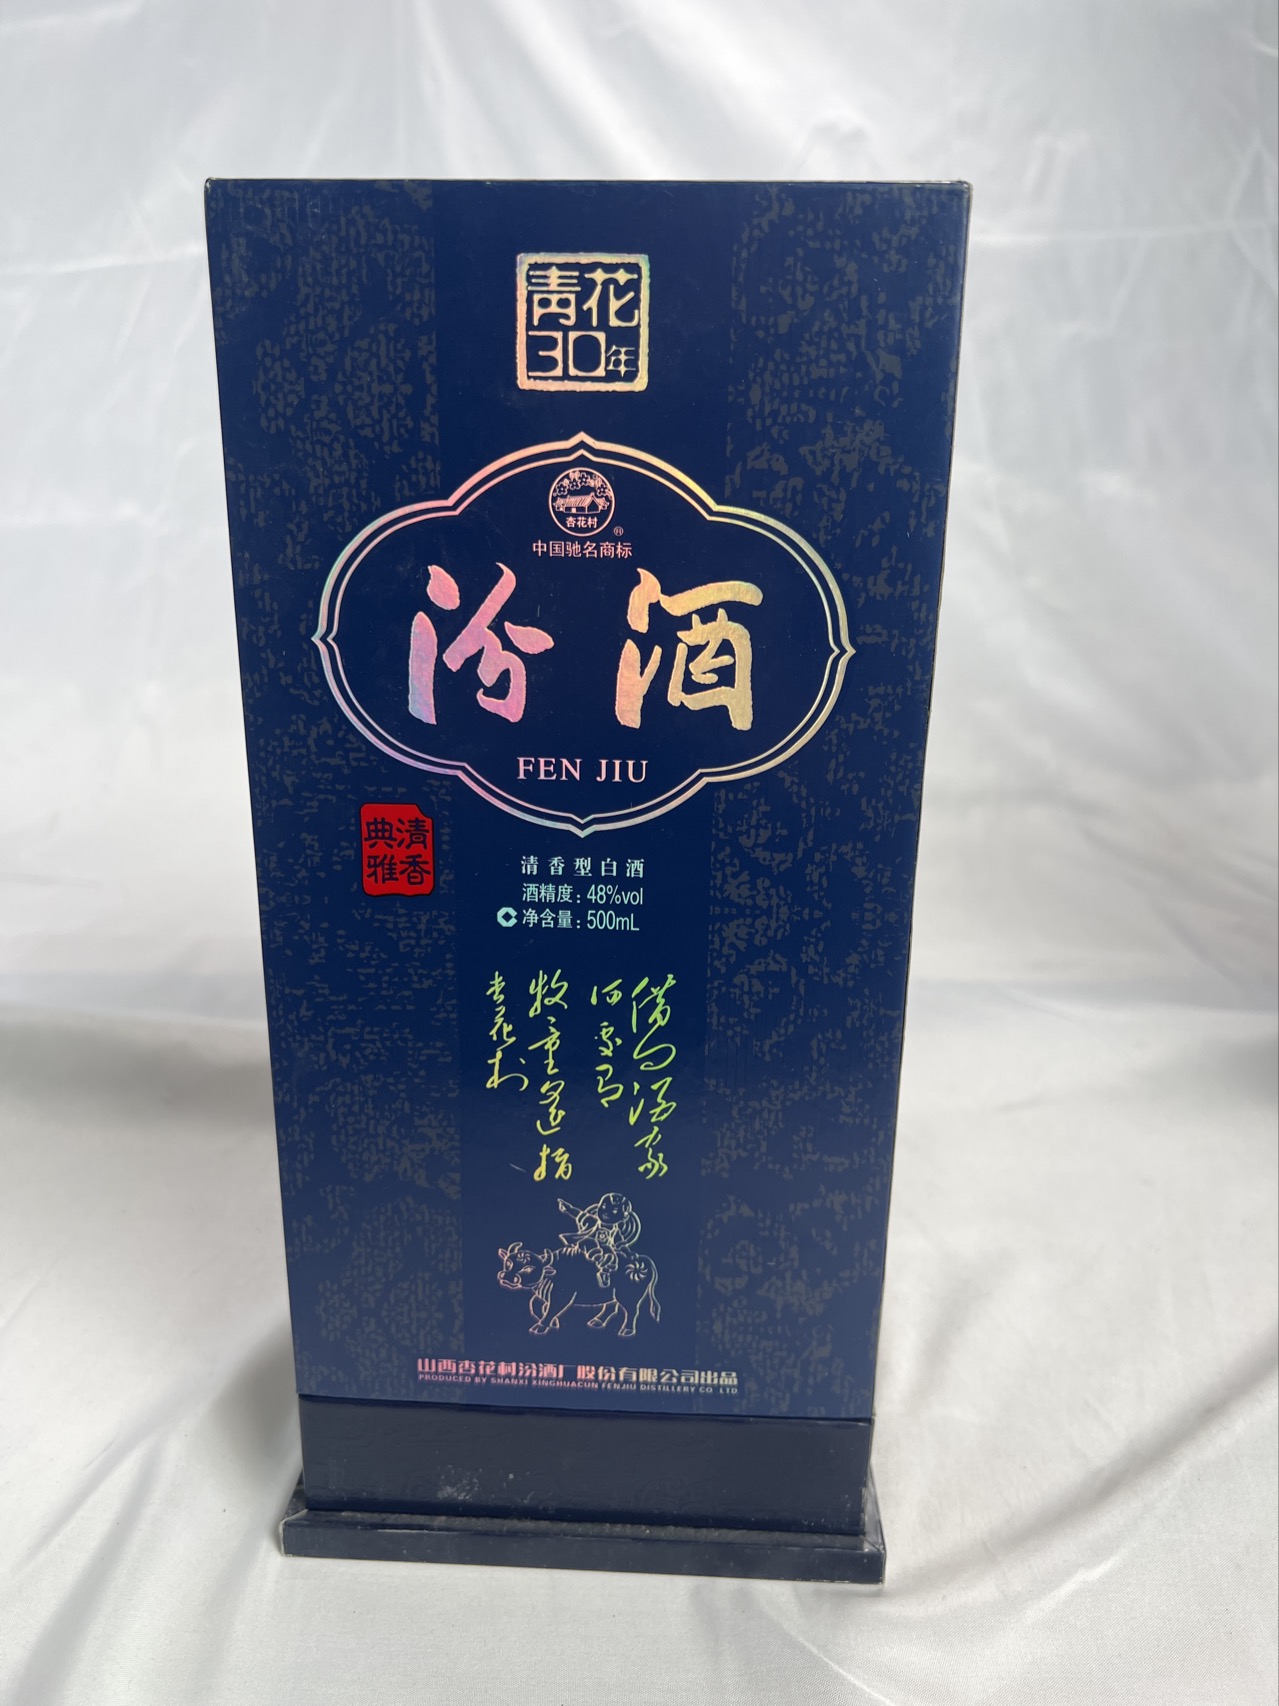 青花
30年
杏花村
®
中国驰名商标
汾酒
FEN JIU
清香
典雅
清香型白酒
酒精度：48%vol
净含量：500mL
借问酒家
何处有
牧童遥指
杏花村
山西杏花村汾酒厂股份有限公司出品
PRODUCED BY SHANXI XINGHUACUN FENJIU DISTILLERY CO LTD